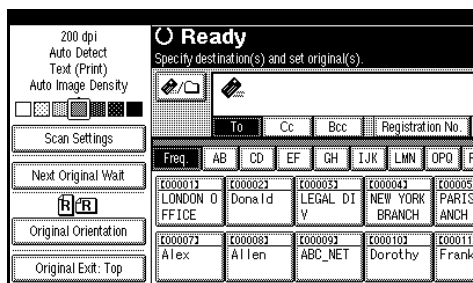 200 dpi
Auto Detect
Text (Print)
Auto Image Density
Scan Settings
Next Original Wait
R R
Original Orientation
Original Exit: Top
Ready
Specify destination(s) and set original(s).
To Cc Bcc Registration No.
Freq. AB CD EF GH IJK LMN OPQ
[00001] [00002] [00003] [00004] [00005
LONDON O Donald LEGAL DI NEW YORK PARIS
FFICE V BRANCH ANCH
[00007] [00008] [00009] [00010] [00011
Alex Allen ABC_NET Dorothy Frank